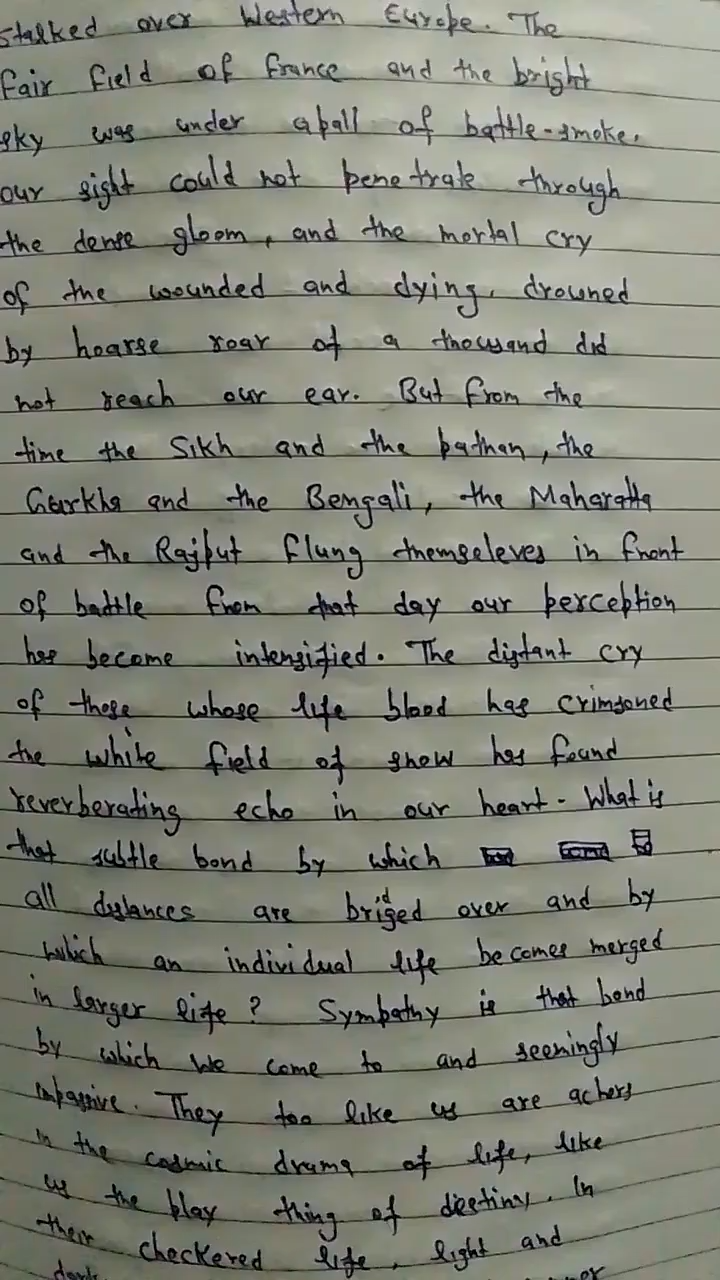 stalked over Western Europe. The
fair field of france and the bright
sky was under a pall of battle-smoke.
our sight could not penetrate through
the dense gloom, and the mortal cry
of the wounded and dying, drowned
by hoarse roar of a thousand did
not reach our ear. But from the
time the Sikh and the pathan, the
Gurkha and the Bengali, the Maharatta
and the Rajput flung themseleves in front
of battle from that day our perception
has become intensified. The distant cry
of those whose life blood has crimsoned
the white field of snow has found
reverberating echo in our heart. What is
that subtle bond by which
all distances are bridged over and by
which an individual life becomes merged
in larger life? Sympathy is that bond
by which we come to and seemingly
impassive. They too like us are actors
in the cosmic drama of life, like
us the play thing of destiny. In
their checkered life, light and